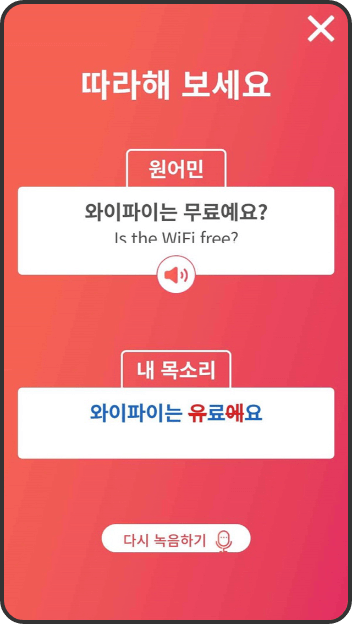 따라해 보세요
원어민
와이파이는 무료예요?
Is the WiFi free?
내 목소리
와이파이는 유료애요
다시 녹음하기